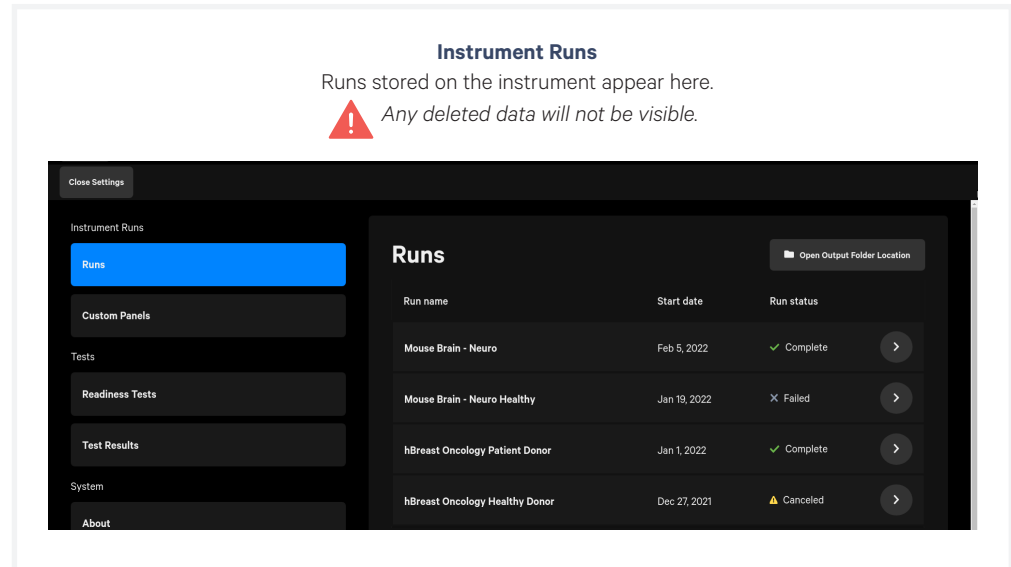 Instrument Runs
Runs stored on the instrument appear here.
Any deleted data will not be visible.
Close Settings
Instrument Runs
Runs
Custom Panels
Tests
Readiness Tests
Test Results
System
About
Runs
Open Output Folder Location
Run name Start date Run status
Mouse Brain - Neuro Feb 5, 2022 Complete
Mouse Brain - Neuro Healthy Jan 19, 2022 Failed
hBreast Oncology Patient Donor Jan 1, 2022 Complete
hBreast Oncology Healthy Donor Dec 27, 2021 Canceled